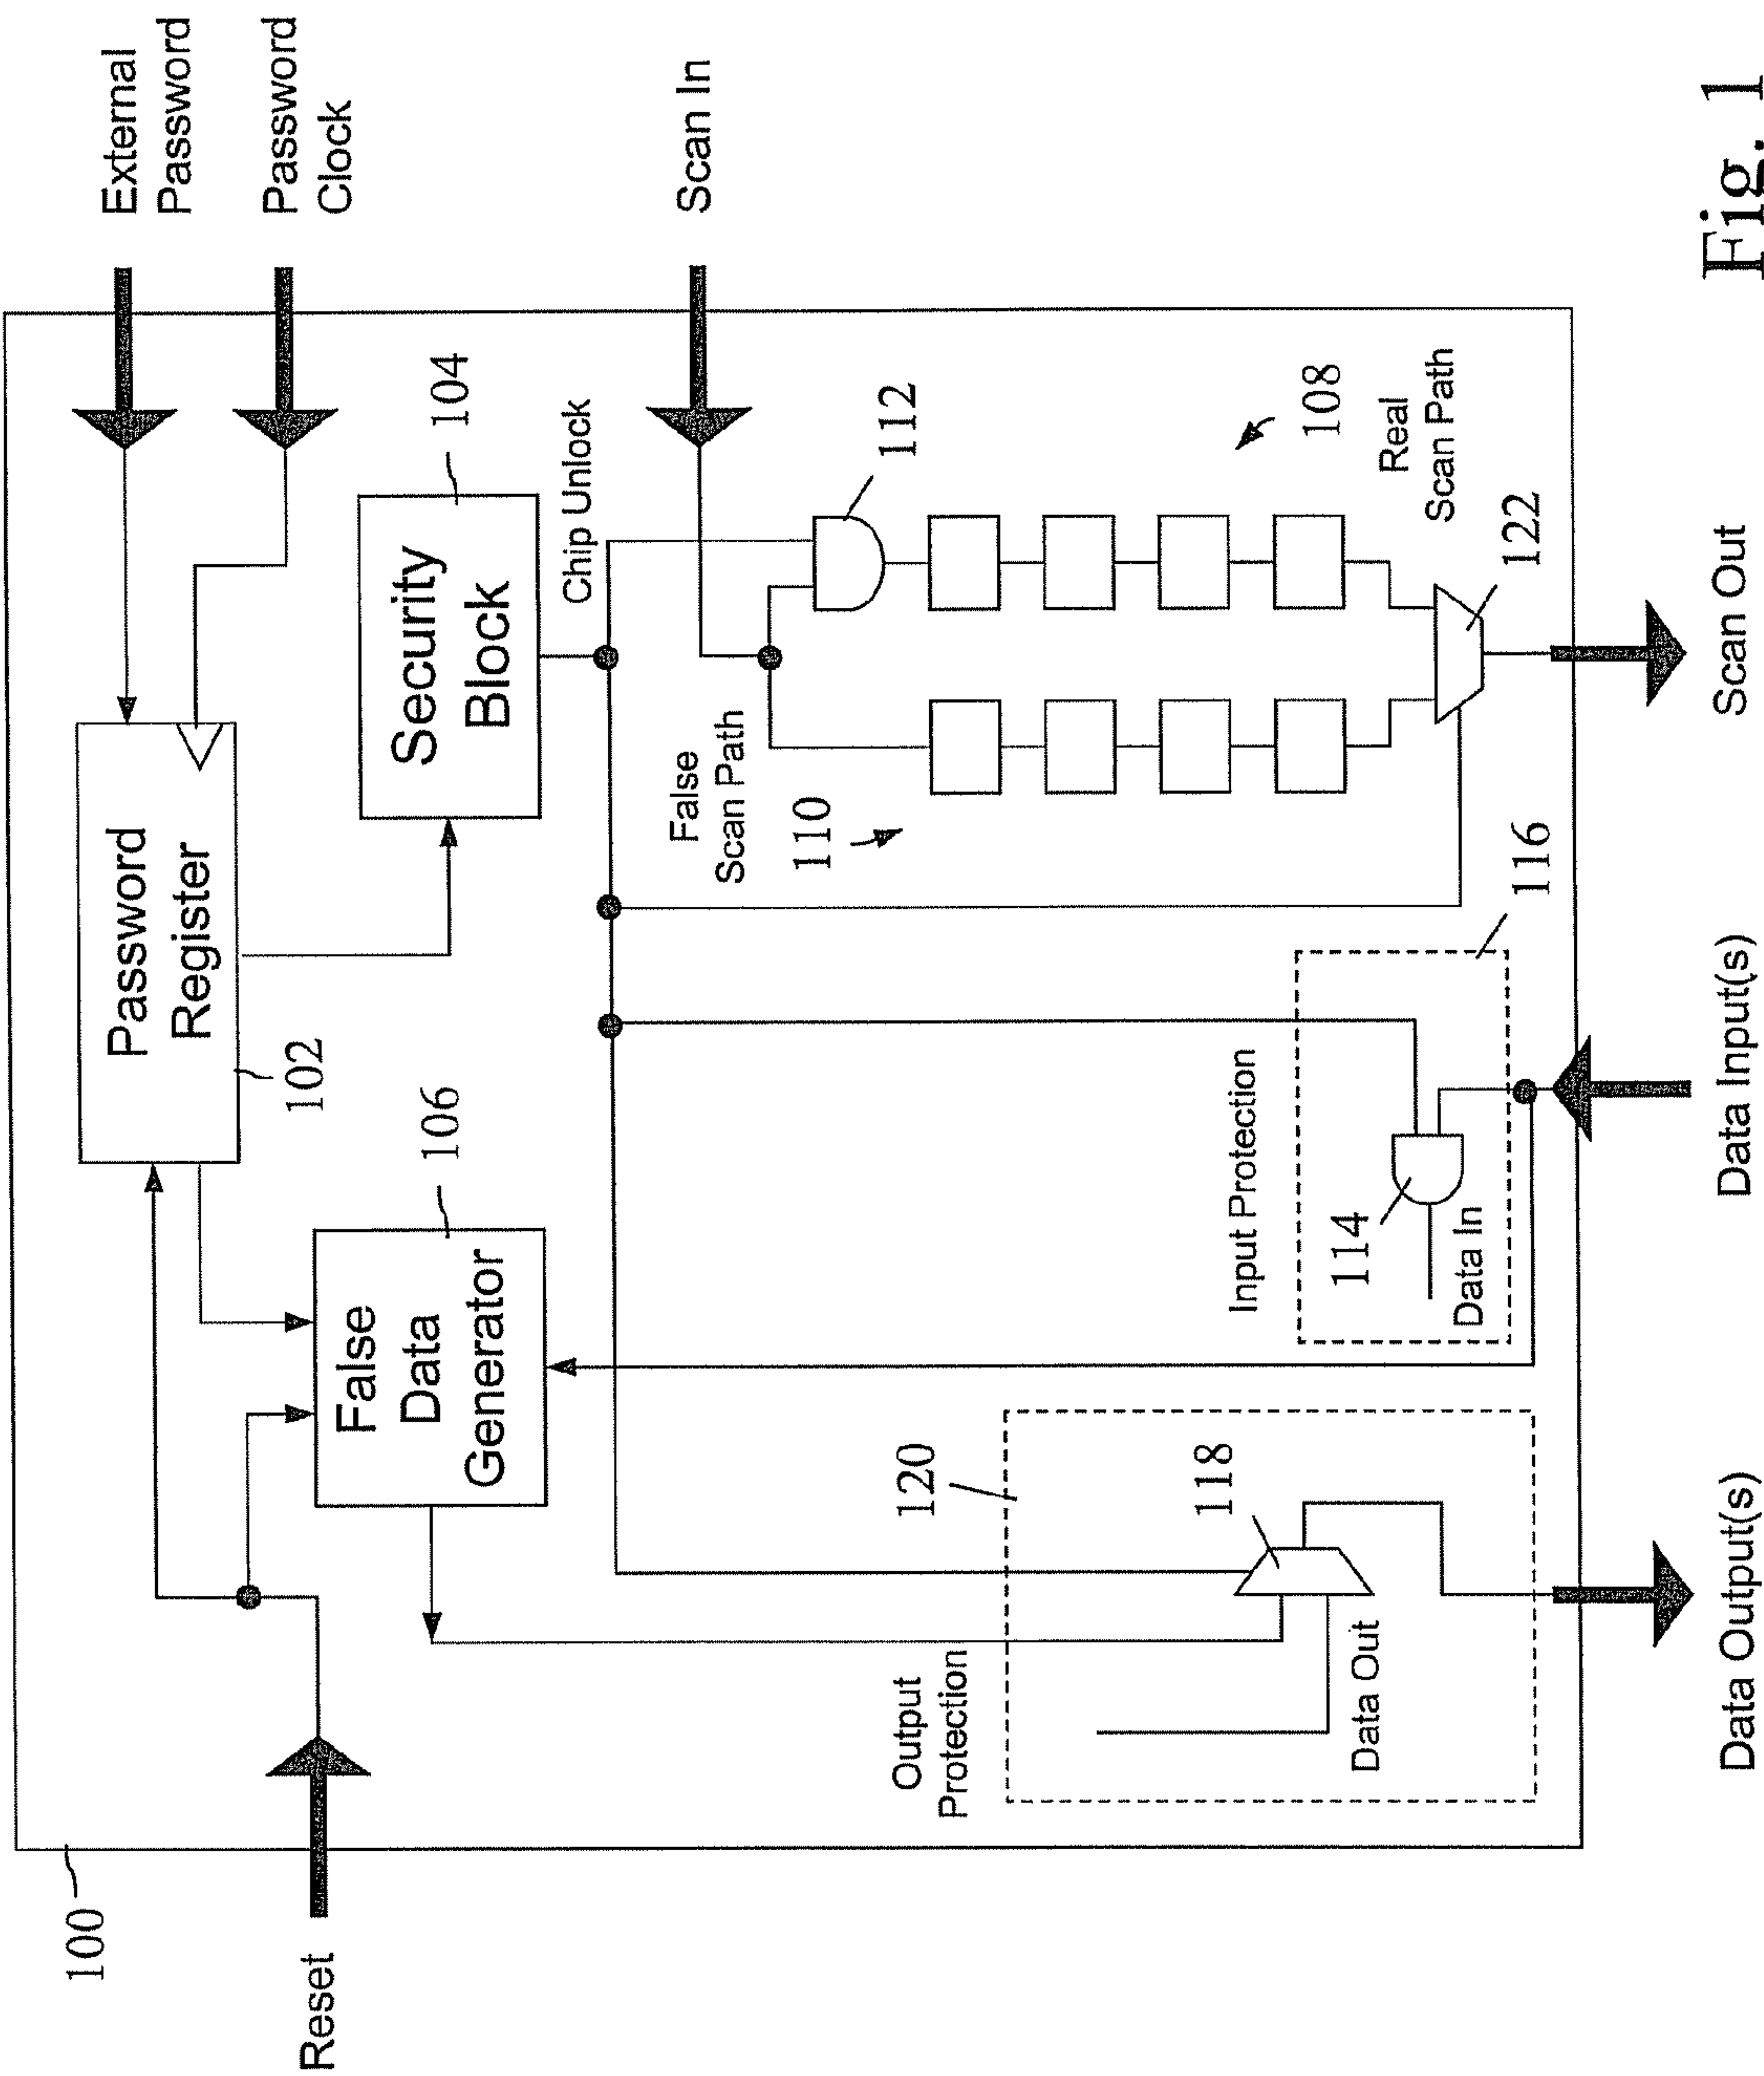 External
Password
Password
Clock
Scan In
100
Reset
Password
Register
102
Security
Block
104
Chip Unlock
False
Data
Generator
106
False
Scan Path
110
112
108
Real
Scan Path
122
Input Protection
114
Data In
116
Output
Protection
120
118
Data Out
Data Output(s)
Data Input(s)
Scan Out
Fig. 1